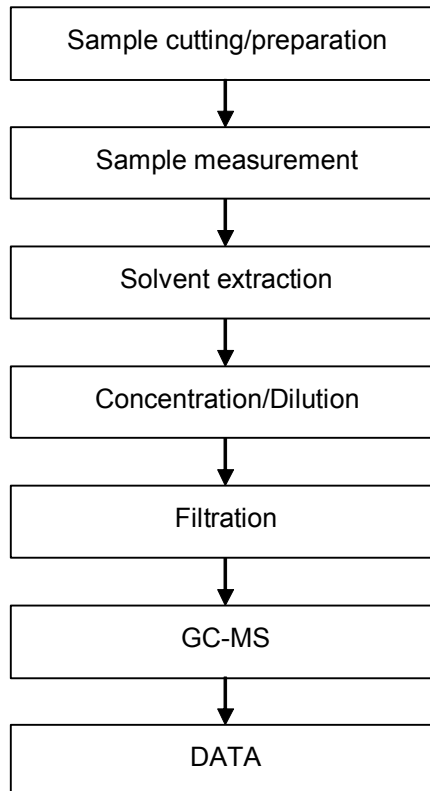 Sample cutting/preparation
Sample measurement
Solvent extraction
Concentration/Dilution
Filtration
GC-MS
DATA